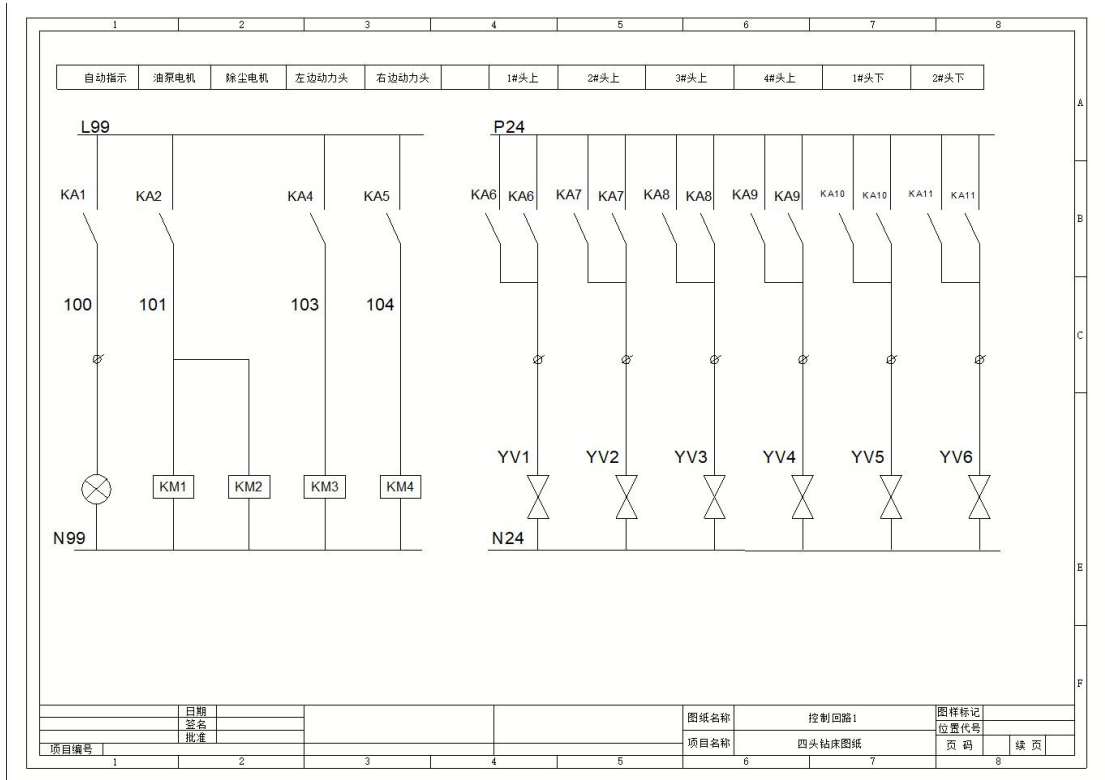 1 2 3 4 5 6 7 8
自动指示 油泵电机 除尘电机 左边动力头 右边动力头 1#头上 2#头上 3#头上 4#头上 1#头下 2#头下
A
L99 P24
KA1 KA2 KA4 KA5 KA6 KA6 KA7 KA7 KA8 KA8 KA9 KA9 KA10 KA10 KA11 KA11
B
100 101 103 104
C
YV1 YV2 YV3 YV4 YV5 YV6
KM1 KM2 KM3 KM4
N99 N24
E
F
日期 图纸名称 控制回路1 图样标记
签名 位置代号
批准 项目名称 四头钻床图纸 页 码 续 页
项目编号
1 2 3 4 5 6 7 8